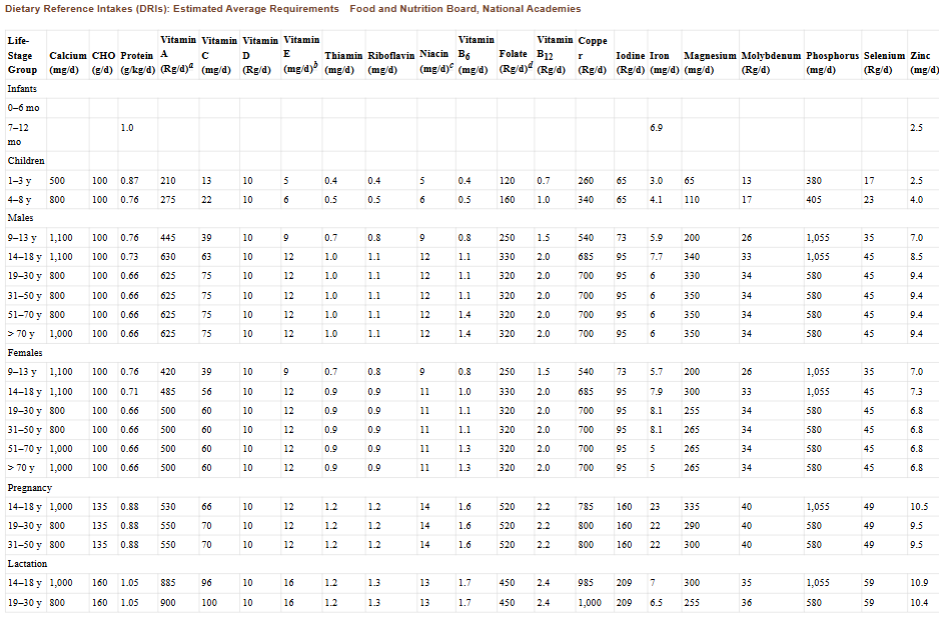 Dietary Reference Intakes (DRIs): Estimated Average Requirements Food and Nutrition Board, National Academies
Life-Stage Group Calcium (mg/d) CHO (g/d) Protein (g/kg/d) Vitamin A (Rg/d)a Vitamin C (mg/d) Vitamin D (Rg/d) Vitamin E (mg/d)b Thiamin (mg/d) Riboflavin (mg/d) Niacin (mg/d)c Vitamin B6 (mg/d) Folate (Rg/d)d Vitamin B12 (Rg/d) Copper (Rg/d) Iodine (Rg/d) Iron (mg/d) Magnesium (mg/d) Molybdenum (Rg/d) Phosphorus (mg/d) Selenium (Rg/d) Zinc (mg/d)
Infants
0–6 mo
7–12 mo 1.0 6.9 2.5
Children
1–3 y 500 100 0.87 210 13 10 5 0.4 0.4 5 0.4 120 0.7 260 65 3.0 65 13 380 17 2.5
4–8 y 800 100 0.76 275 22 10 6 0.5 0.5 6 0.5 160 1.0 340 65 4.1 110 17 405 23 4.0
Males
9–13 y 1,100 100 0.76 445 39 10 9 0.7 0.8 9 0.8 250 1.5 540 73 5.9 200 26 1,055 35 7.0
14–18 y 1,100 100 0.73 630 63 10 12 1.0 1.1 12 1.1 330 2.0 685 95 7.7 340 33 1,055 45 8.5
19–30 y 800 100 0.66 625 75 10 12 1.0 1.1 12 1.1 320 2.0 700 95 6 330 34 580 45 9.4
31–50 y 800 100 0.66 625 75 10 12 1.0 1.1 12 1.1 320 2.0 700 95 6 350 34 580 45 9.4
51–70 y 800 100 0.66 625 75 10 12 1.0 1.1 12 1.4 320 2.0 700 95 6 350 34 580 45 9.4
> 70 y 1,000 100 0.66 625 75 10 12 1.0 1.1 12 1.4 320 2.0 700 95 6 350 34 580 45 9.4
Females
9–13 y 1,100 100 0.76 420 39 10 9 0.7 0.8 9 0.8 250 1.5 540 73 5.7 200 26 1,055 35 7.0
14–18 y 1,100 100 0.71 485 56 10 12 0.9 0.9 11 1.0 330 2.0 685 95 7.9 300 33 1,055 45 7.3
19–30 y 800 100 0.66 500 60 10 12 0.9 0.9 11 1.1 320 2.0 700 95 8.1 255 34 580 45 6.8
31–50 y 800 100 0.66 500 60 10 12 0.9 0.9 11 1.1 320 2.0 700 95 8.1 265 34 580 45 6.8
51–70 y 1,000 100 0.66 500 60 10 12 0.9 0.9 11 1.3 320 2.0 700 95 5 265 34 580 45 6.8
> 70 y 1,000 100 0.66 500 60 10 12 0.9 0.9 11 1.3 320 2.0 700 95 5 265 34 580 45 6.8
Pregnancy
14–18 y 1,000 135 0.88 530 66 10 12 1.2 1.2 14 1.6 520 2.2 785 160 23 335 40 1,055 49 10.5
19–30 y 800 135 0.88 550 70 10 12 1.2 1.2 14 1.6 520 2.2 800 160 22 290 40 580 49 9.5
31–50 y 800 135 0.88 550 70 10 12 1.2 1.2 14 1.6 520 2.2 800 160 22 300 40 580 49 9.5
Lactation
14–18 y 1,000 160 1.05 885 96 10 16 1.2 1.3 13 1.7 450 2.4 985 209 7 300 35 1,055 59 10.9
19–30 y 800 160 1.05 900 100 10 16 1.2 1.3 13 1.7 450 2.4 1,000 209 6.5 255 36 580 59 10.4